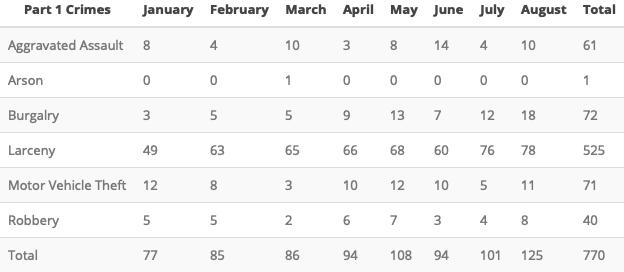 Part 1 Crimes January February March April May June July August Total
Aggravated Assault 8 4 10 3 8 14 4 10 61
Arson 0 0 1 0 0 0 0 0 1
Burgalry 3 5 5 9 13 7 12 18 72
Larceny 49 63 65 66 68 60 76 78 525
Motor Vehicle Theft 12 8 3 10 12 10 5 11 71
Robbery 5 5 2 6 7 3 4 8 40
Total 77 85 86 94 108 94 101 125 770